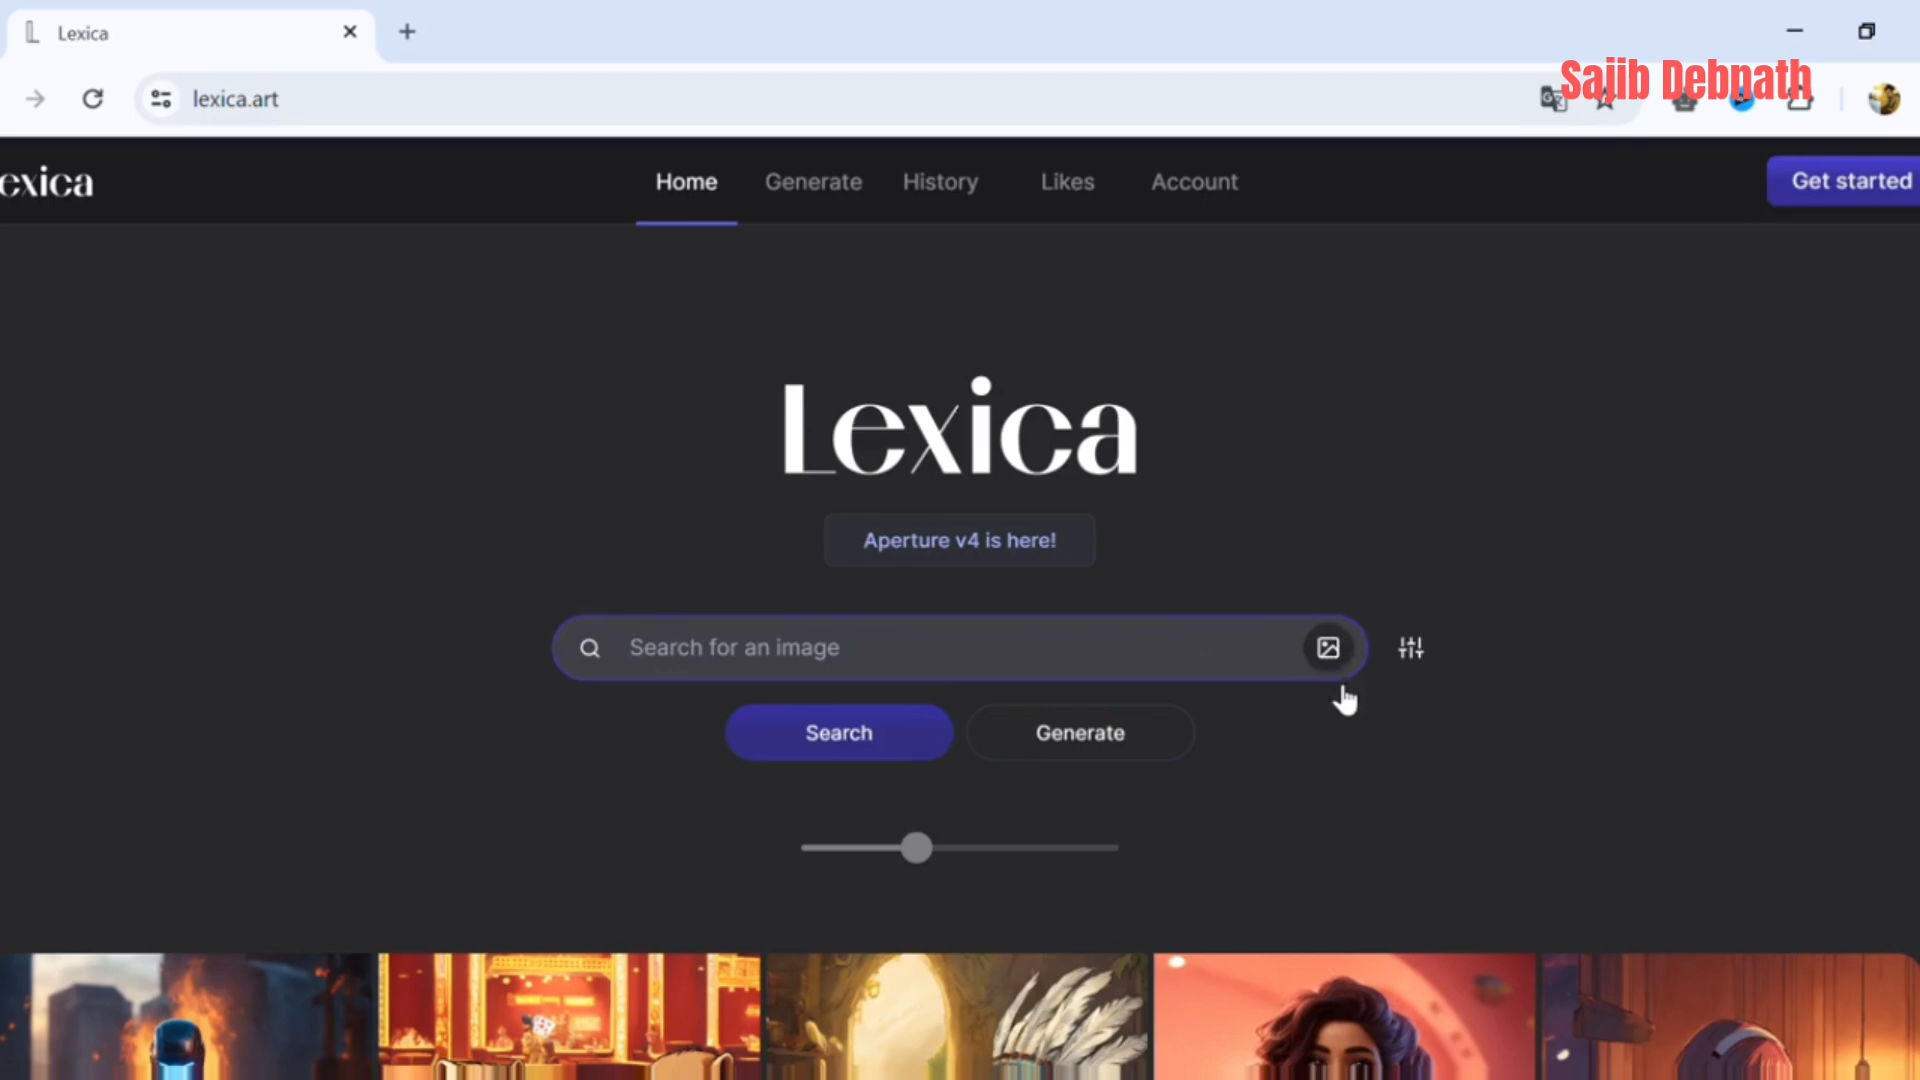 Lexica
lexica.art
Sajib Debnath
exica
Home
Generate
History
Likes
Account
Get started
Lexica
Aperture v4 is here!
Search for an image
Search
Generate